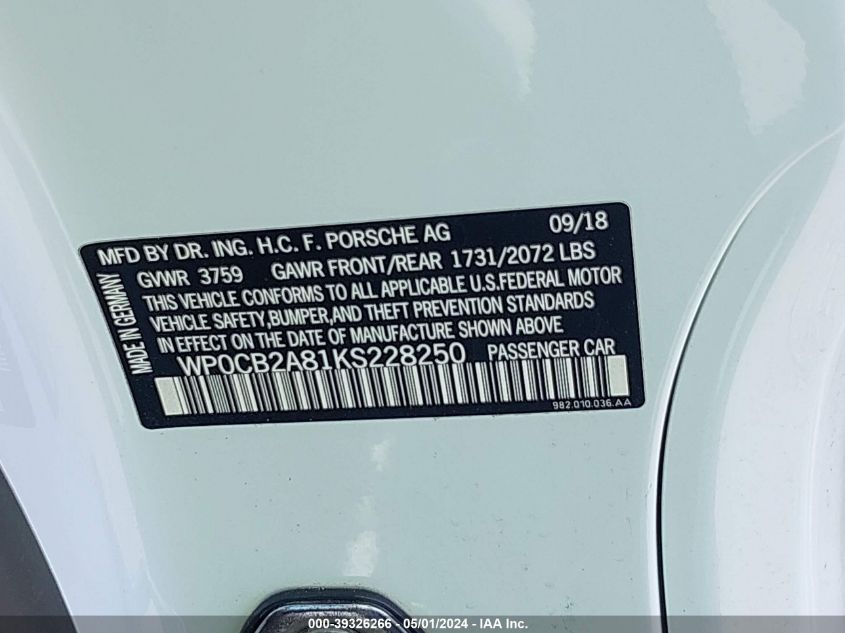 MFD BY DR. ING. H.C. F. PORSCHE AG 09/18
GVWR 3759 GAWR FRONT/REAR 1731/2072 LBS
THIS VEHICLE CONFORMS TO ALL APPLICABLE U.S.FEDERAL MOTOR
VEHICLE SAFETY,BUMPER,AND THEFT PREVENTION STANDARDS
IN EFFECT ON THE DATE OF MANUFACTURE SHOWN ABOVE
WP0CB2A81KS228250 PASSENGER CAR
982.010.036.AA
MADE IN GERMANY
000-39326266 - 05/01/2024 - IAA Inc.